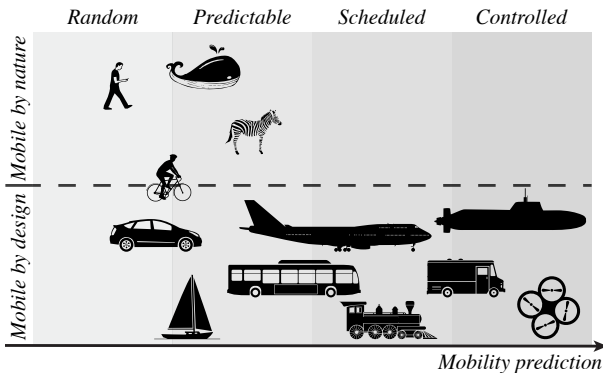 Random Predictable Scheduled Controlled
Mobile by nature
Mobile by design
Mobility prediction